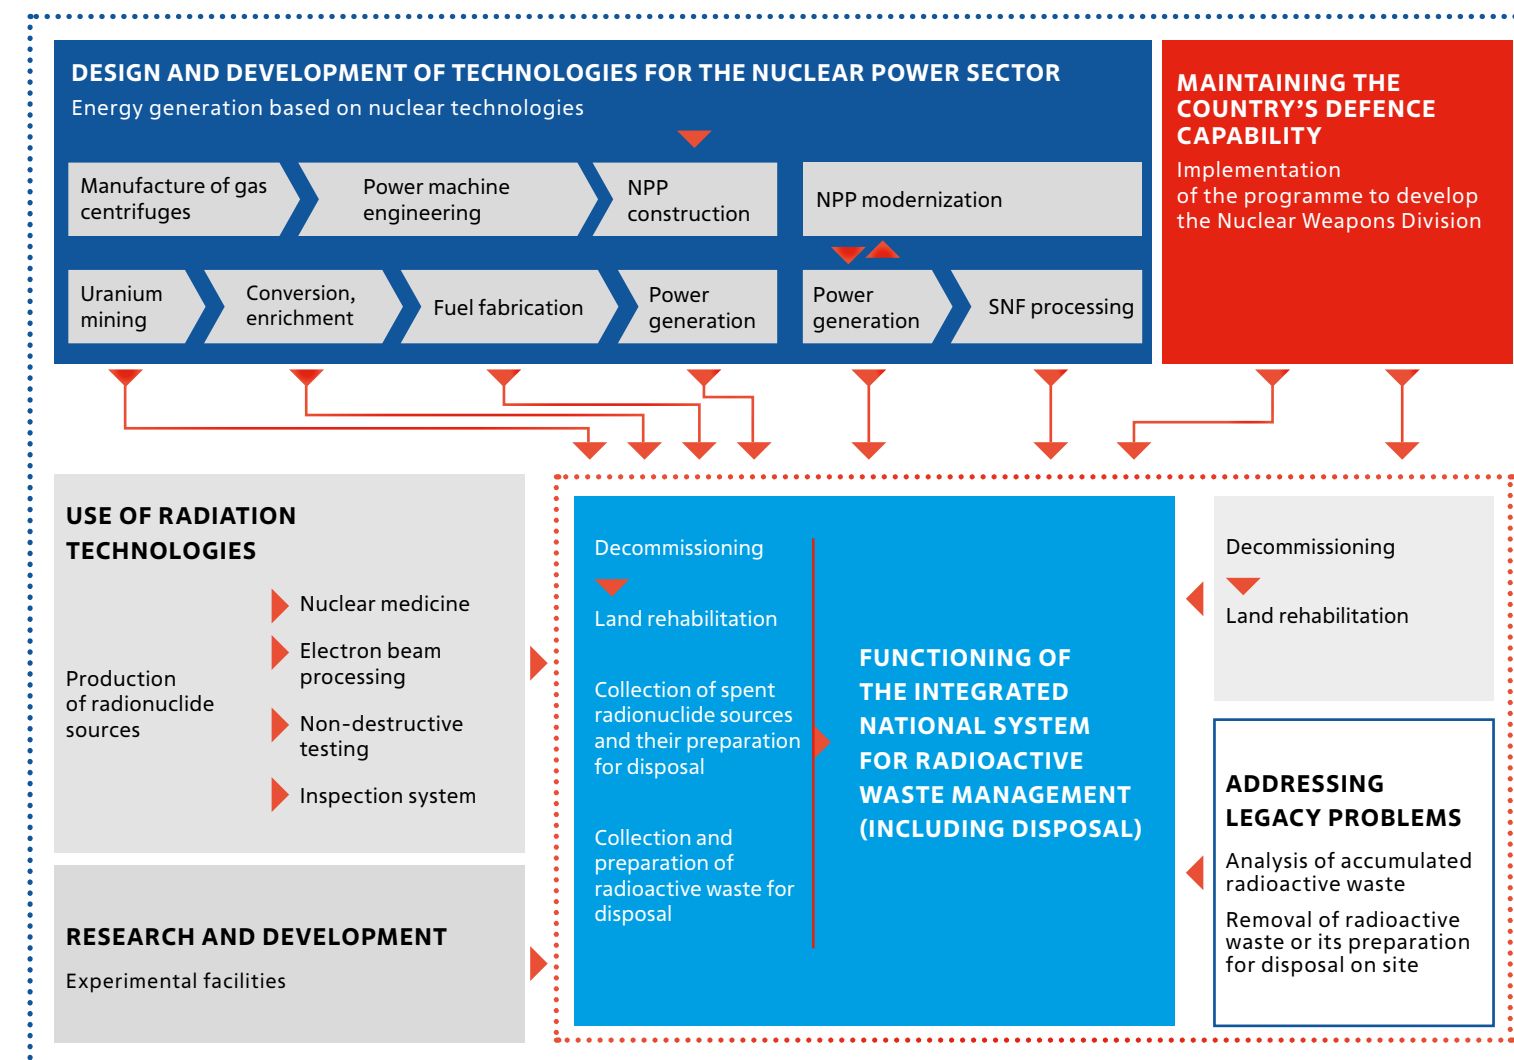 DESIGN AND DEVELOPMENT OF TECHNOLOGIES FOR THE NUCLEAR POWER SECTOR
Energy generation based on nuclear technologies
Manufacture of gas
centrifuges
Power machine
engineering
NPP
construction
NPP modernization
Uranium
mining
Conversion,
enrichment
Fuel fabrication
Power
generation
Power
generation
SNF processing
MAINTAINING THE
COUNTRY’S DEFENCE
CAPABILITY
Implementation
of the programme to develop
the Nuclear Weapons Division
USE OF RADIATION
TECHNOLOGIES
Production
of radionuclide
sources
Nuclear medicine
Electron beam
processing
Non-destructive
testing
Inspection system
RESEARCH AND DEVELOPMENT
Experimental facilities
Decommissioning
Land rehabilitation
Collection of spent
radionuclide sources
and their preparation
for disposal
Collection and
preparation of
radioactive waste for
disposal
FUNCTIONING OF
THE INTEGRATED
NATIONAL SYSTEM
FOR RADIOACTIVE
WASTE MANAGEMENT
(INCLUDING DISPOSAL)
Decommissioning
Land rehabilitation
ADDRESSING
LEGACY PROBLEMS
Analysis of accumulated
radioactive waste
Removal of radioactive
waste or its preparation
for disposal on site